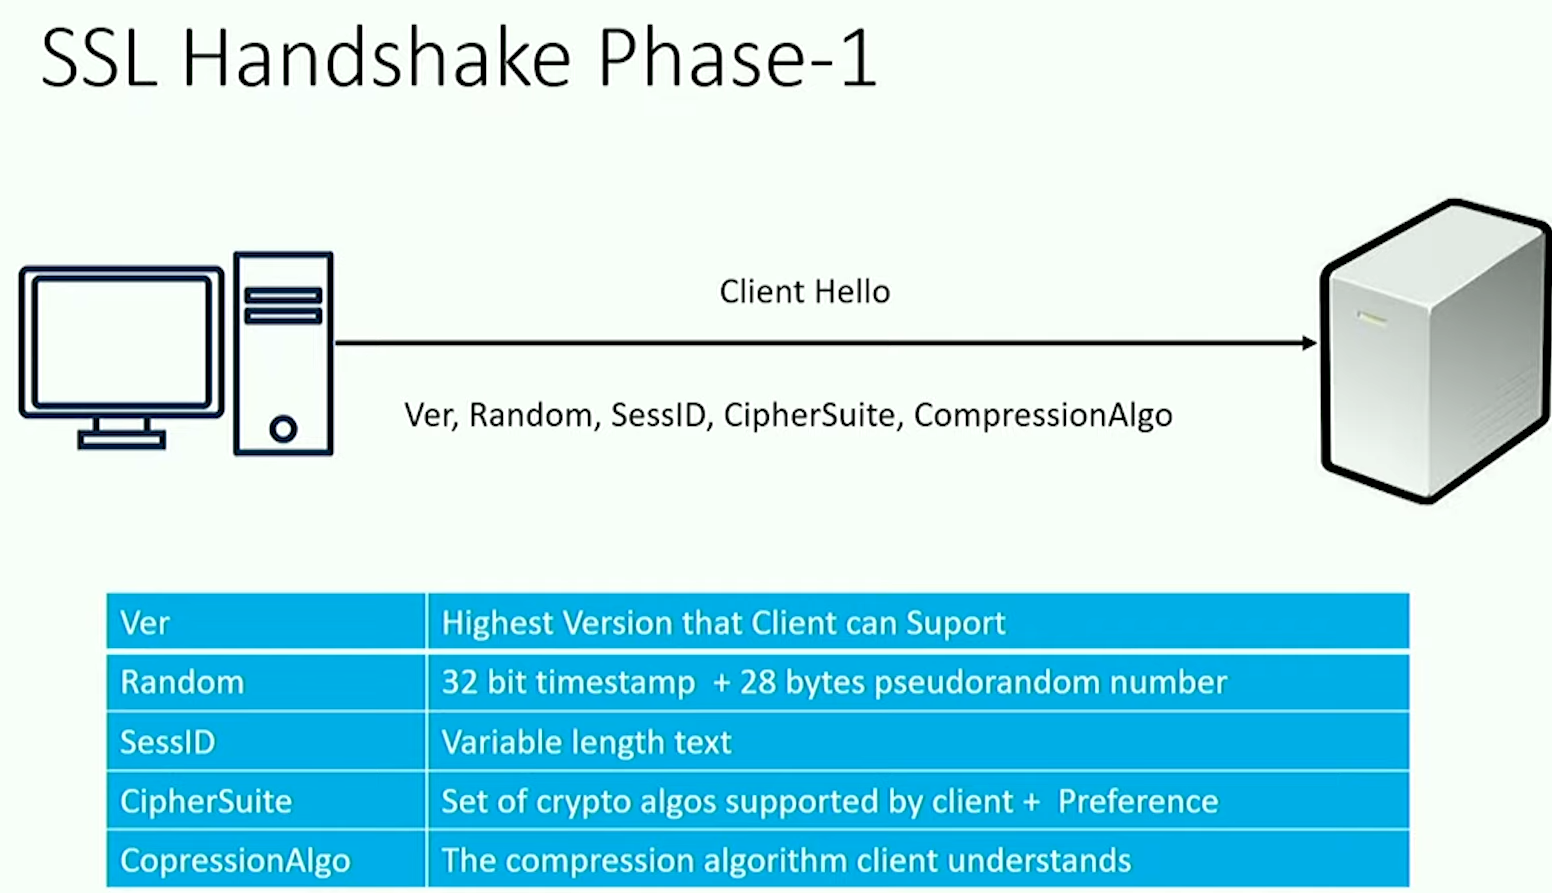 SSL Handshake Phase-1
Client Hello
Ver, Random, SessID, CipherSuite, CompressionAlgo
Ver Highest Version that Client can Suport
Random 32 bit timestamp + 28 bytes pseudorandom number
SessID Variable length text
CipherSuite Set of crypto algos supported by client + Preference
CopressionAlgo The compression algorithm client understands